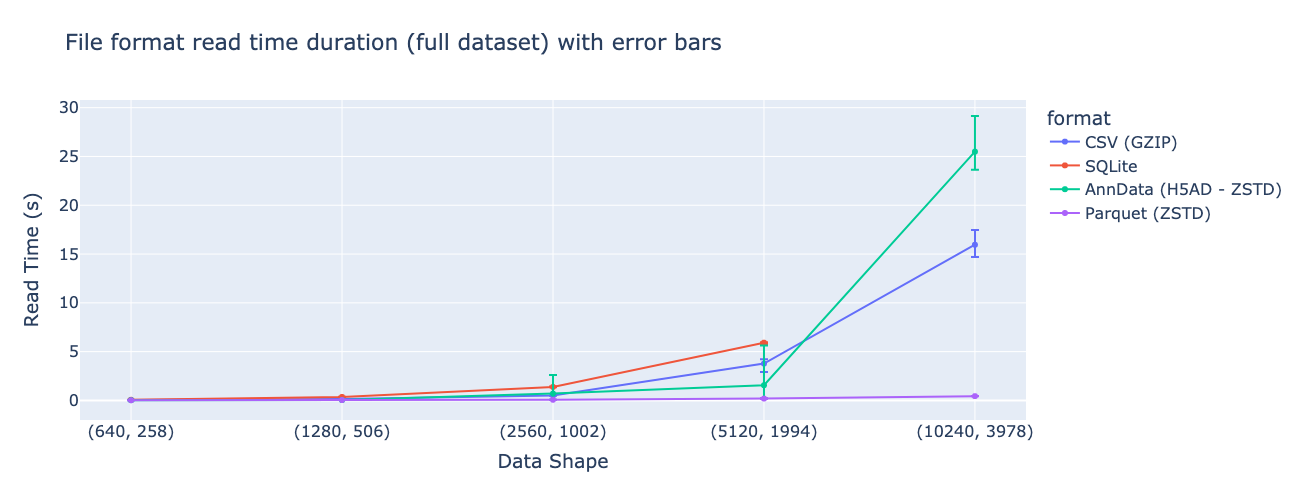 File format read time duration (full dataset) with error bars
30
25
20
15
10
5
0
Read Time (s)
(640, 258)
(1280, 506)
(2560, 1002)
(5120, 1994)
(10240, 3978)
Data Shape
format
CSV (GZIP)
SQLite
AnnData (H5AD - ZSTD)
Parquet (ZSTD)